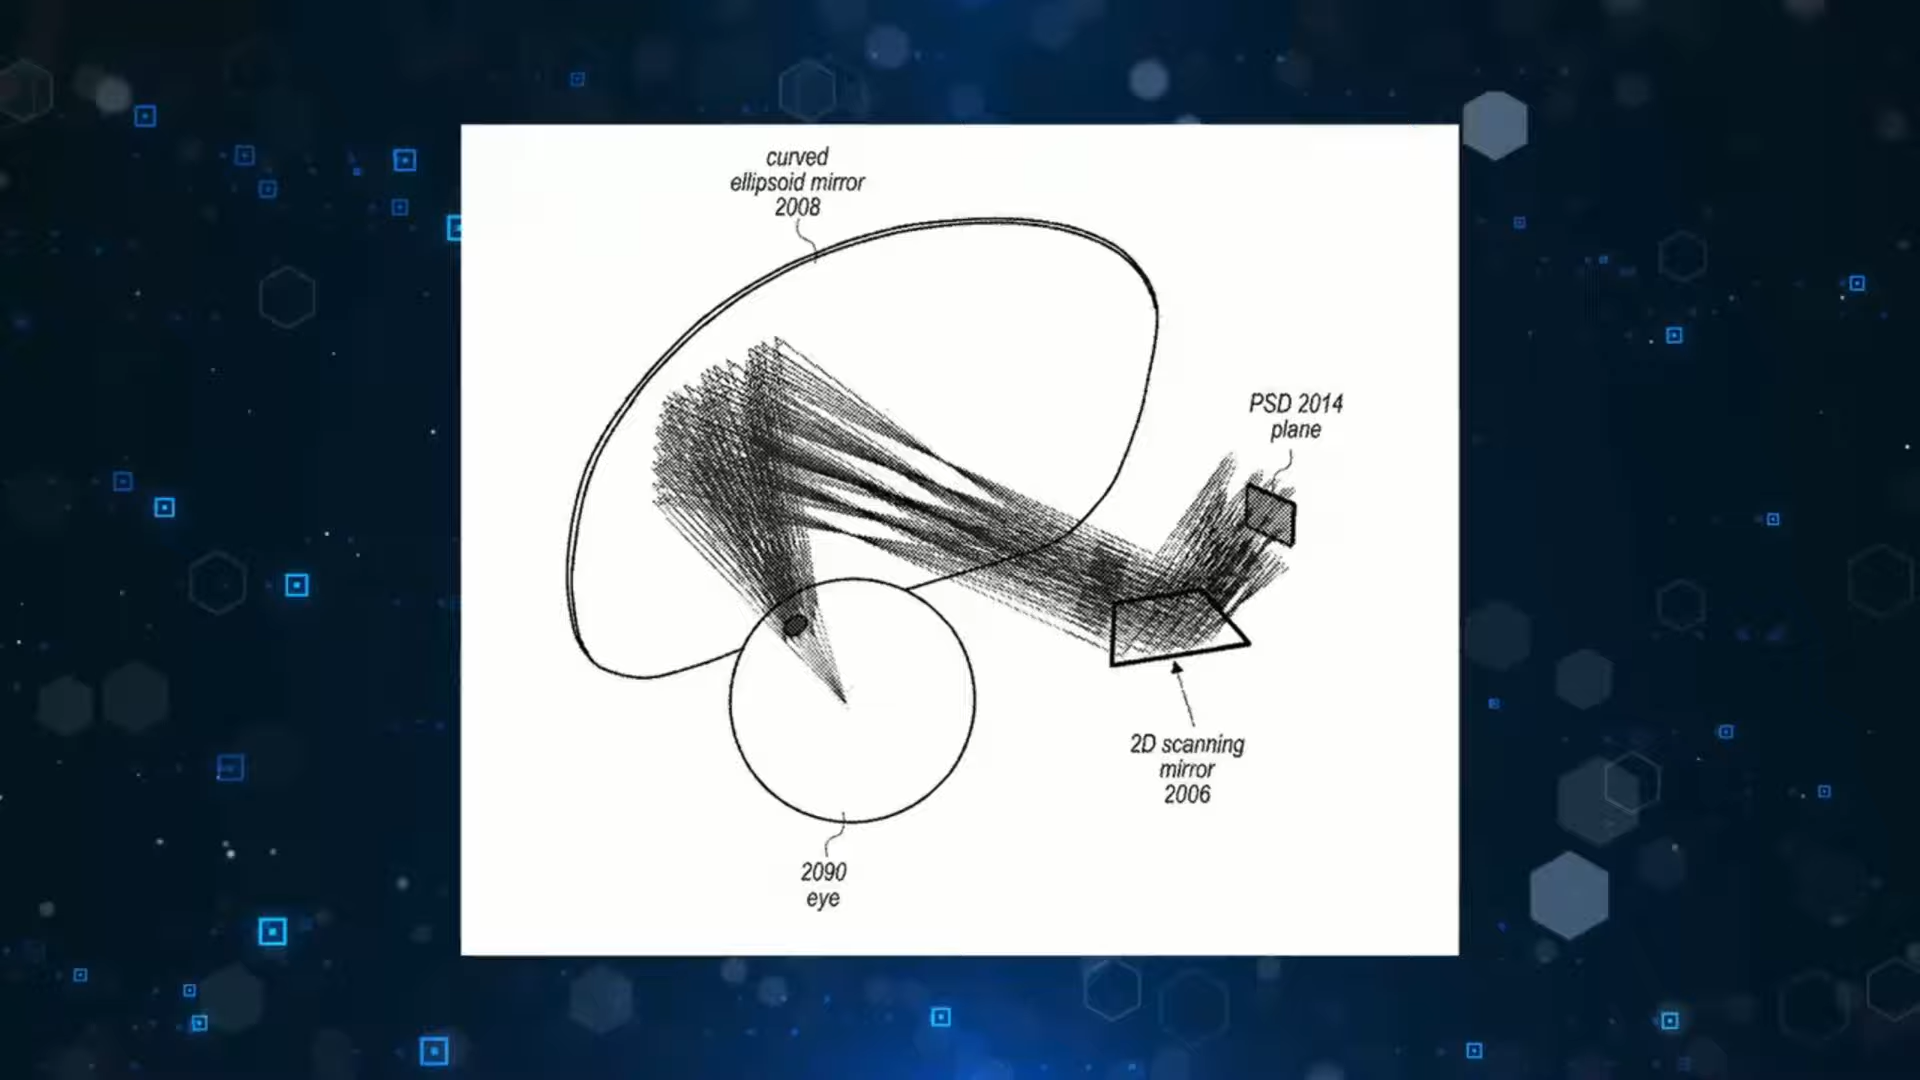 curved
ellipsoid mirror
2008
PSD 2014
plane
2D scanning
mirror
2006
2090
eye